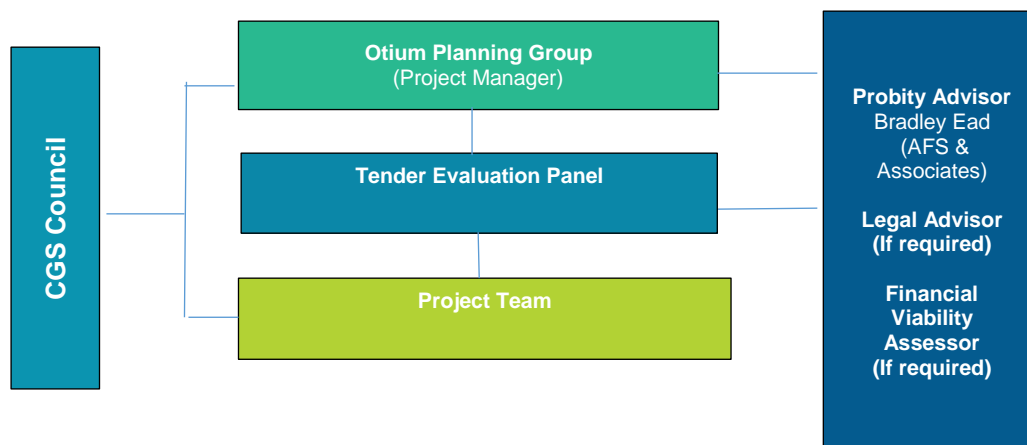 CGS Council
Otium Planning Group
(Project Manager)
Tender Evaluation Panel
Project Team
Probity Advisor
Bradley Ead
(AFS &
Associates)
Legal Advisor
(If required)
Financial
Viability
Assessor
(If required)